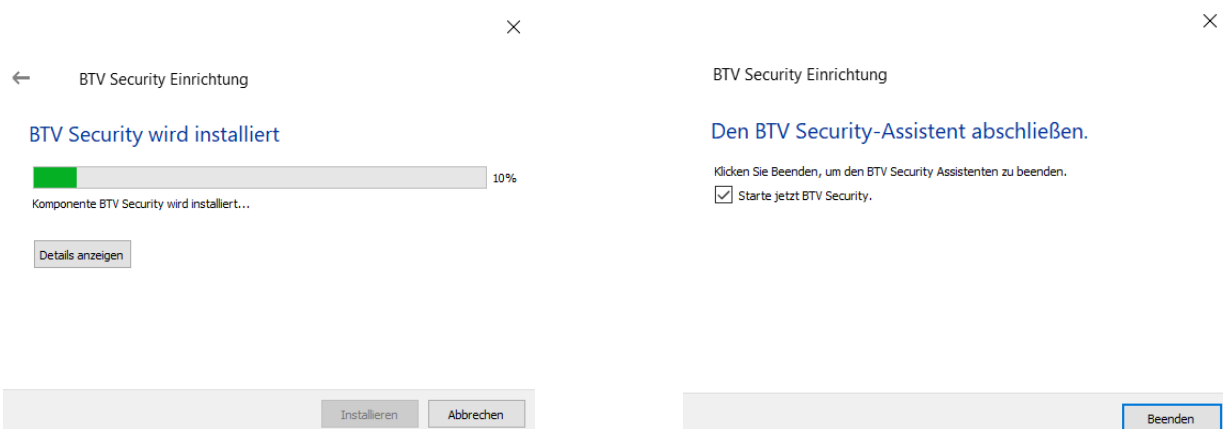 BTV Security Einrichtung
BTV Security wird installiert
10%
Komponente BTV Security wird installiert...
Details anzeigen
Installieren
Abbrechen
BTV Security Einrichtung
Den BTV Security-Assistent abschließen.
Klicken Sie Beenden, um den BTV Security Assistenten zu beenden.
Starte jetzt BTV Security.
Beenden